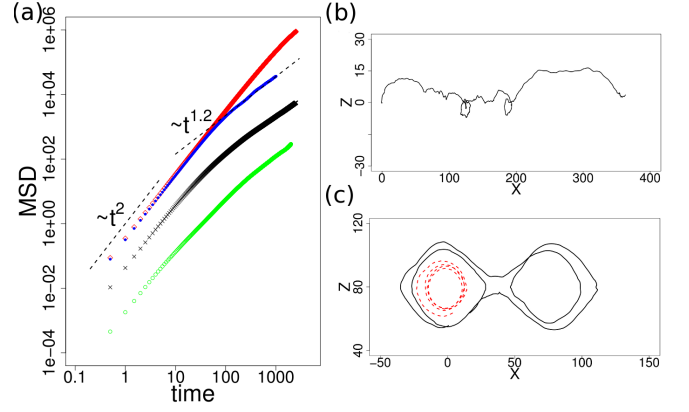 (a)
MSD
1e+06
1e+04
1e+02
1e+00
1e−02
1e−04
~t^1.2
~t^2
0.1
1
10
100
1000
time
(b)
Z
30
15
0
−30
0
100
200
300
400
X
(c)
Z
120
80
40
−50
0
50
100
150
X